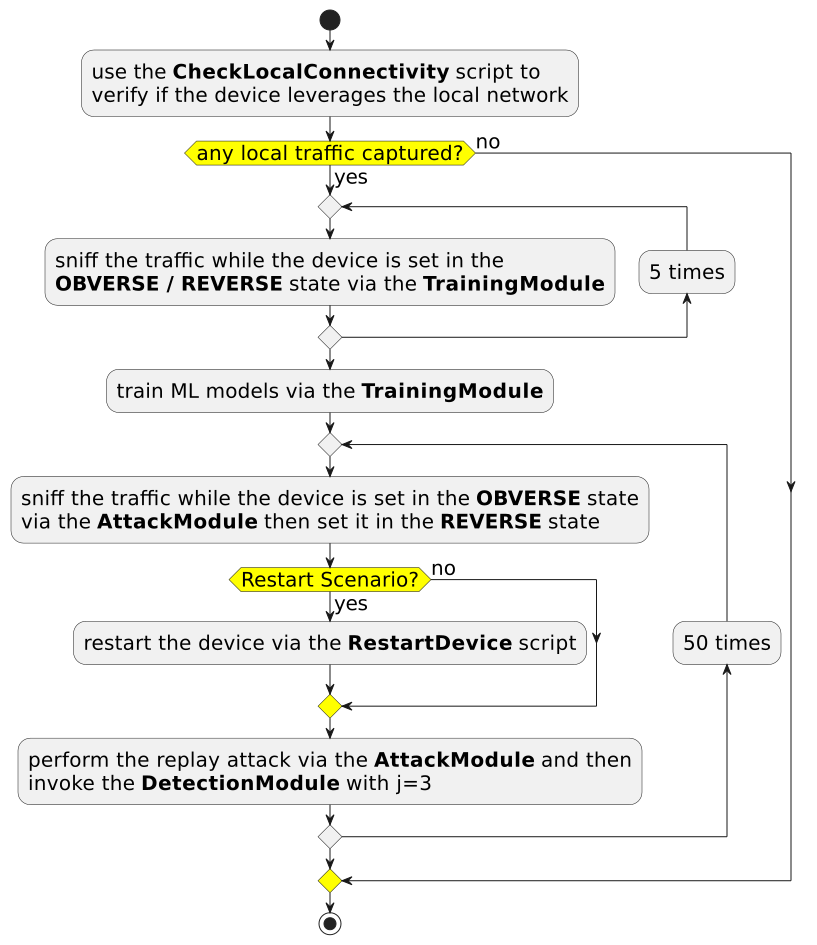 use the CheckLocalConnectivity script to
verify if the device leverages the local network
any local traffic captured?
no
yes
sniff the traffic while the device is set in the
OBVERSE / REVERSE state via the TrainingModule
5 times
train ML models via the TrainingModule
sniff the traffic while the device is set in the OBVERSE state
via the AttackModule then set it in the REVERSE state
Restart Scenario?
no
yes
restart the device via the RestartDevice script
50 times
perform the replay attack via the AttackModule and then
invoke the DetectionModule with j=3